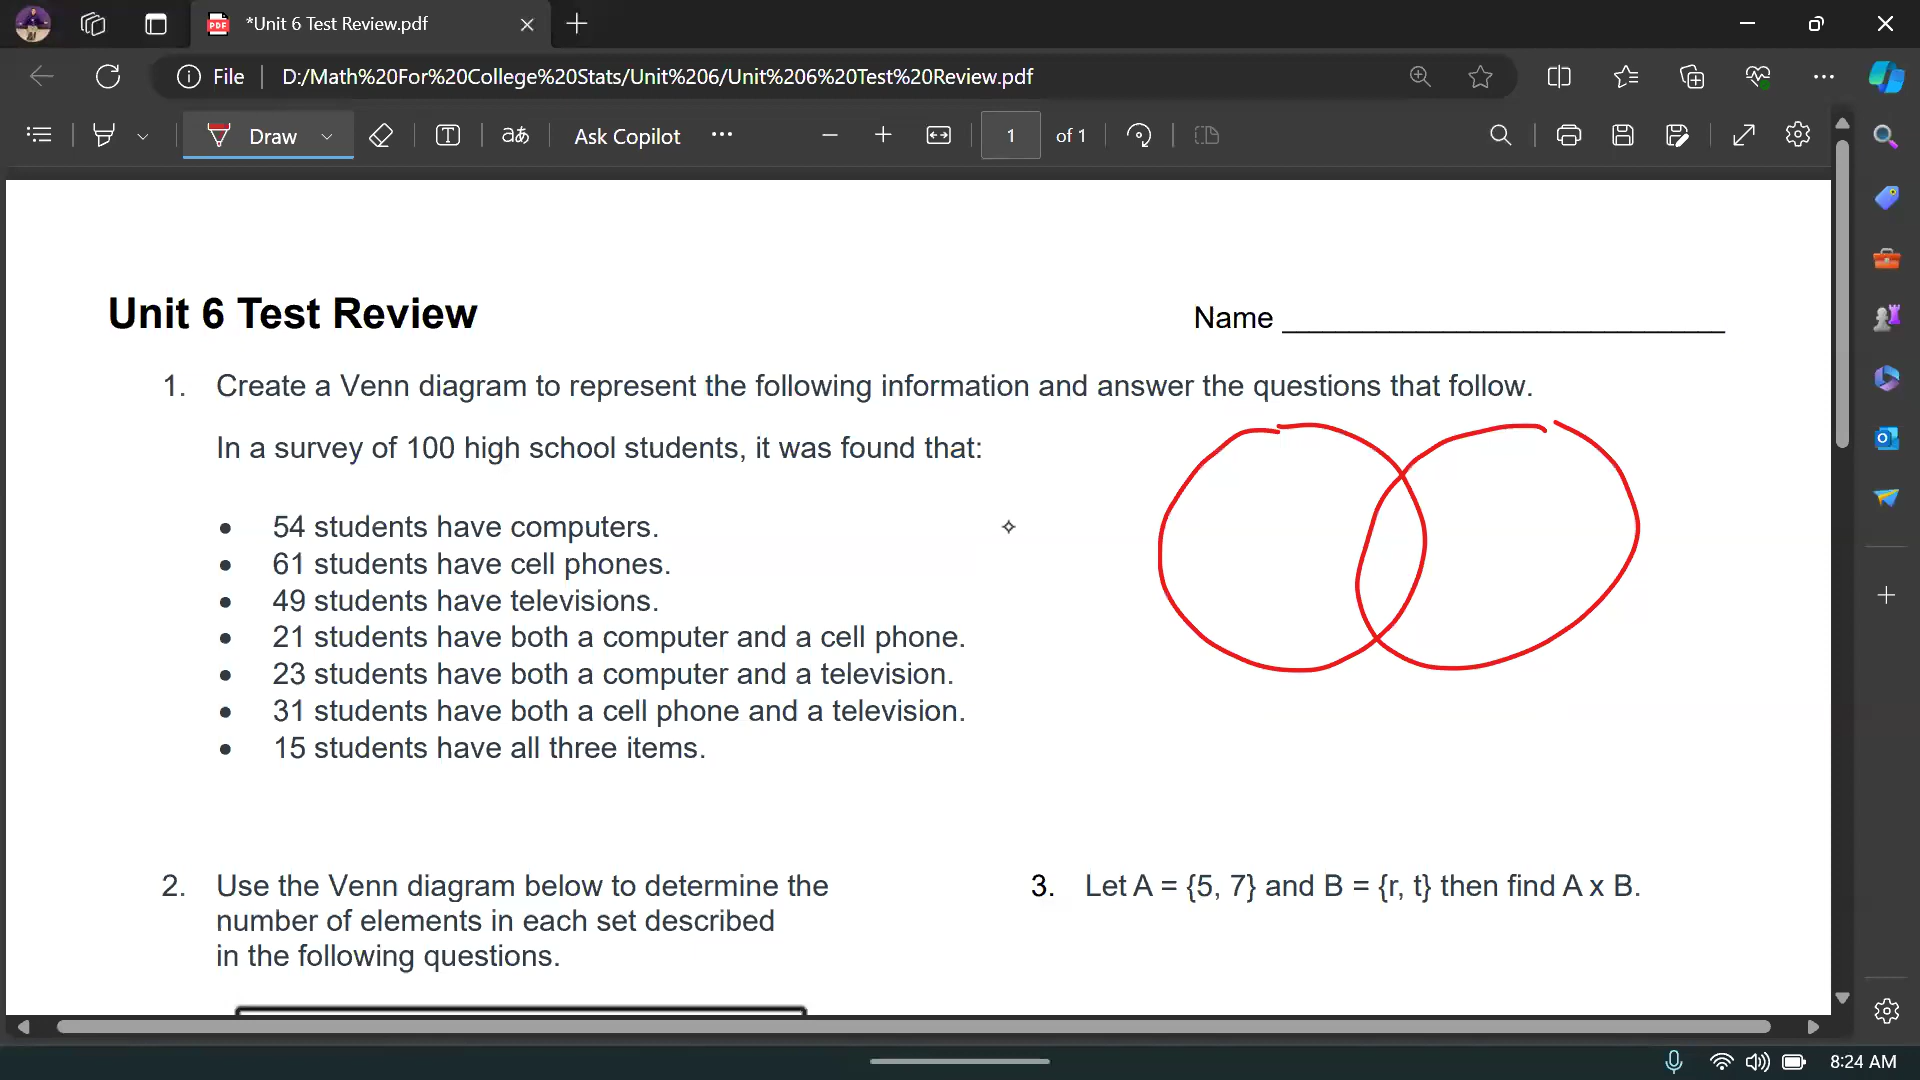 *Unit 6 Test Review.pdf
File
D:/Math%20For%20College%20Stats/Unit%206/Unit%206%20Test%20Review.pdf
Draw
T
aあ
Ask Copilot
1 of 1
Unit 6 Test Review
Name ____________________________
1. Create a Venn diagram to represent the following information and answer the questions that follow.
In a survey of 100 high school students, it was found that:
• 54 students have computers.
• 61 students have cell phones.
• 49 students have televisions.
• 21 students have both a computer and a cell phone.
• 23 students have both a computer and a television.
• 31 students have both a cell phone and a television.
• 15 students have all three items.
2. Use the Venn diagram below to determine the
number of elements in each set described
in the following questions.
3. Let A = {5, 7} and B = {r, t} then find A x B.
8:24 AM